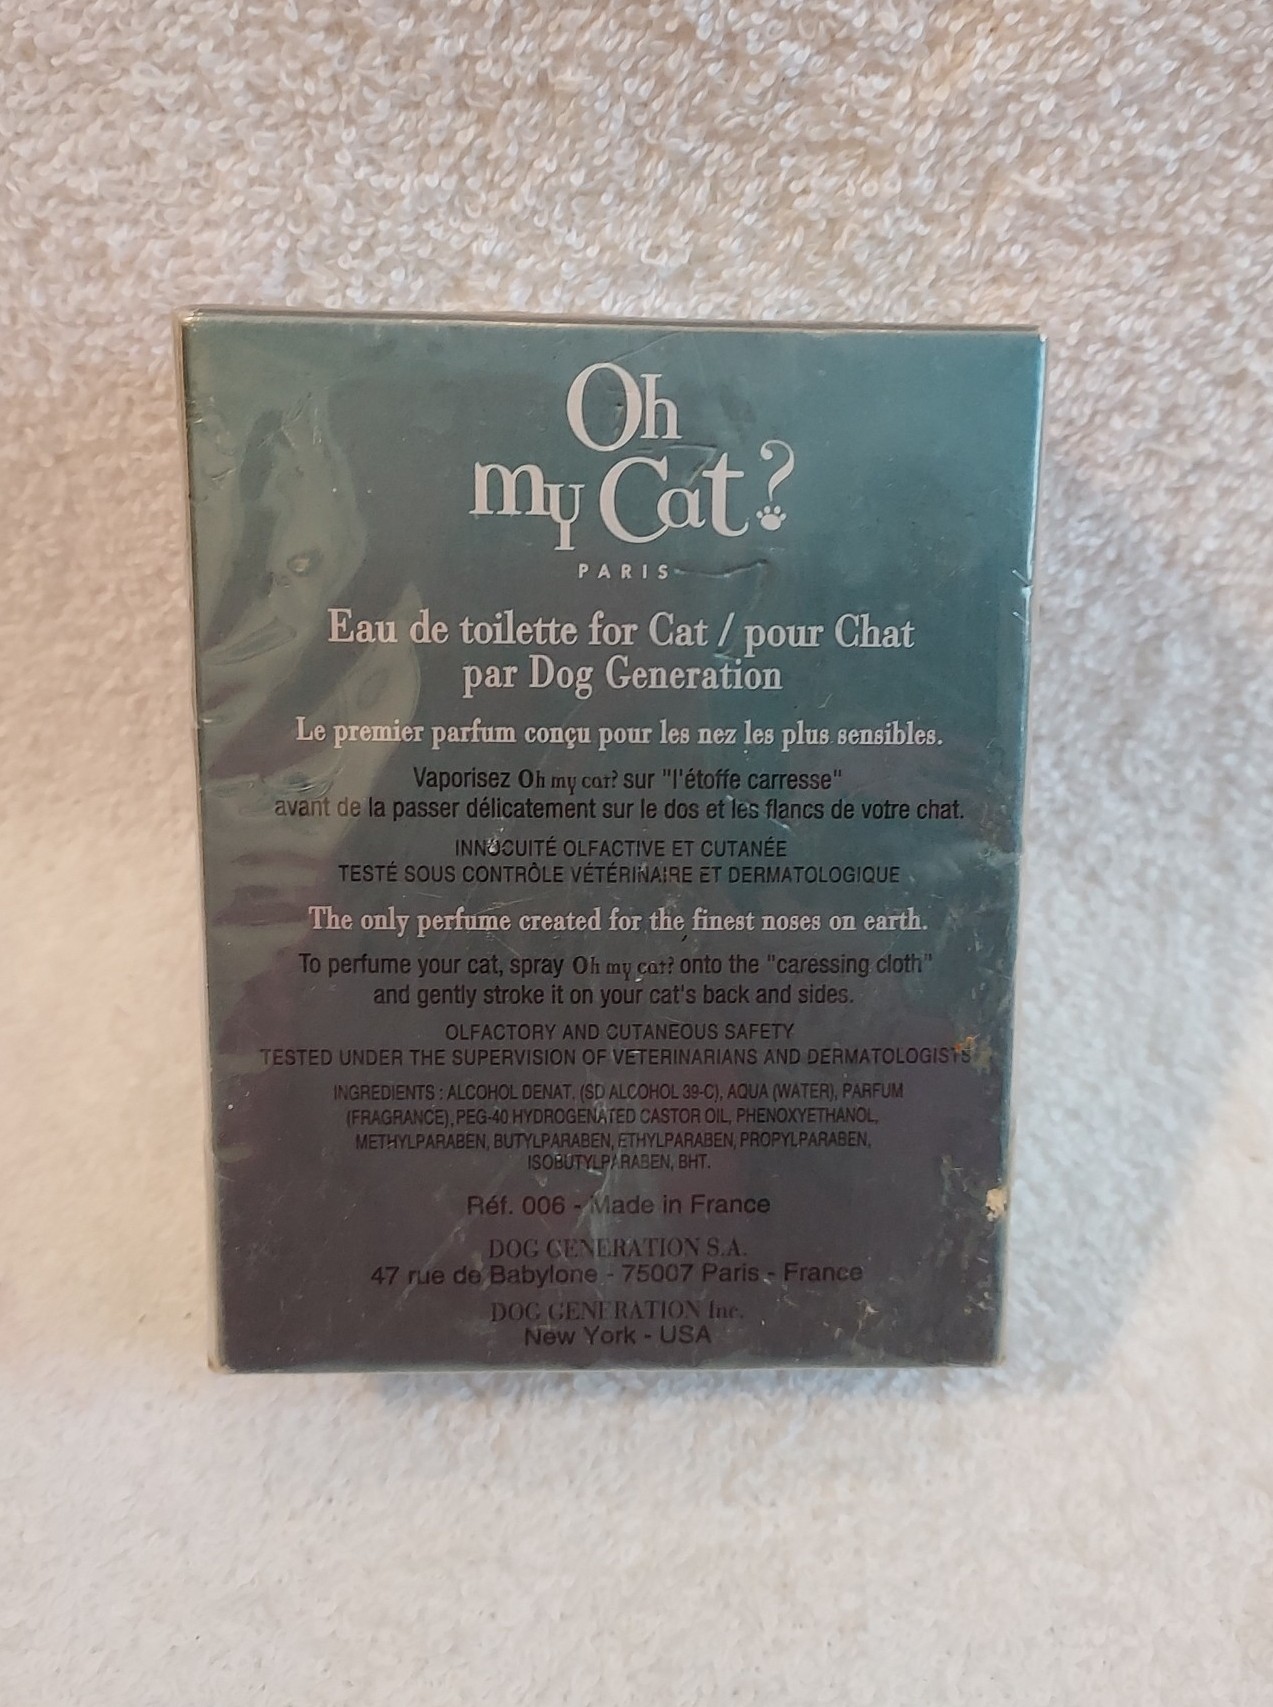 Oh
my Cat?
PARIS
Eau de toilette for Cat / pour Chat
par Dog Generation
Le premier parfum conçu pour les nez les plus sensibles.
Vaporisez Oh my cat? sur "l'étoffe carresse"
avant de la passer délicatement sur le dos et les flancs de votre chat.
INNOCUITÉ OLFACTIVE ET CUTANÉE
TESTÉ SOUS CONTRÔLE VÉTÉRINAIRE ET DERMATOLOGIQUE
The only perfume created for the finest noses on earth.
To perfume your cat, spray Oh my cat? onto the "caressing cloth"
and gently stroke it on your cat's back and sides.
OLFACTORY AND CUTANEOUS SAFETY
TESTED UNDER THE SUPERVISION OF VETERINARIANS AND DERMATOLOGISTS
INGREDIENTS : ALCOHOL DENAT. (SD ALCOHOL 39-C), AQUA (WATER), PARFUM
(FRAGRANCE), PEG-40 HYDROGENATED CASTOR OIL, PHENOXYETHANOL,
METHYLPARABEN, BUTYLPARABEN, ETHYLPARABEN, PROPYLPARABEN,
ISOBUTYLPARABEN, BHT.
Réf. 006 - Made in France
DOG GENERATION S.A.
47 rue de Babylone - 75007 Paris - France
DOG GENERATION Inc.
New York - USA